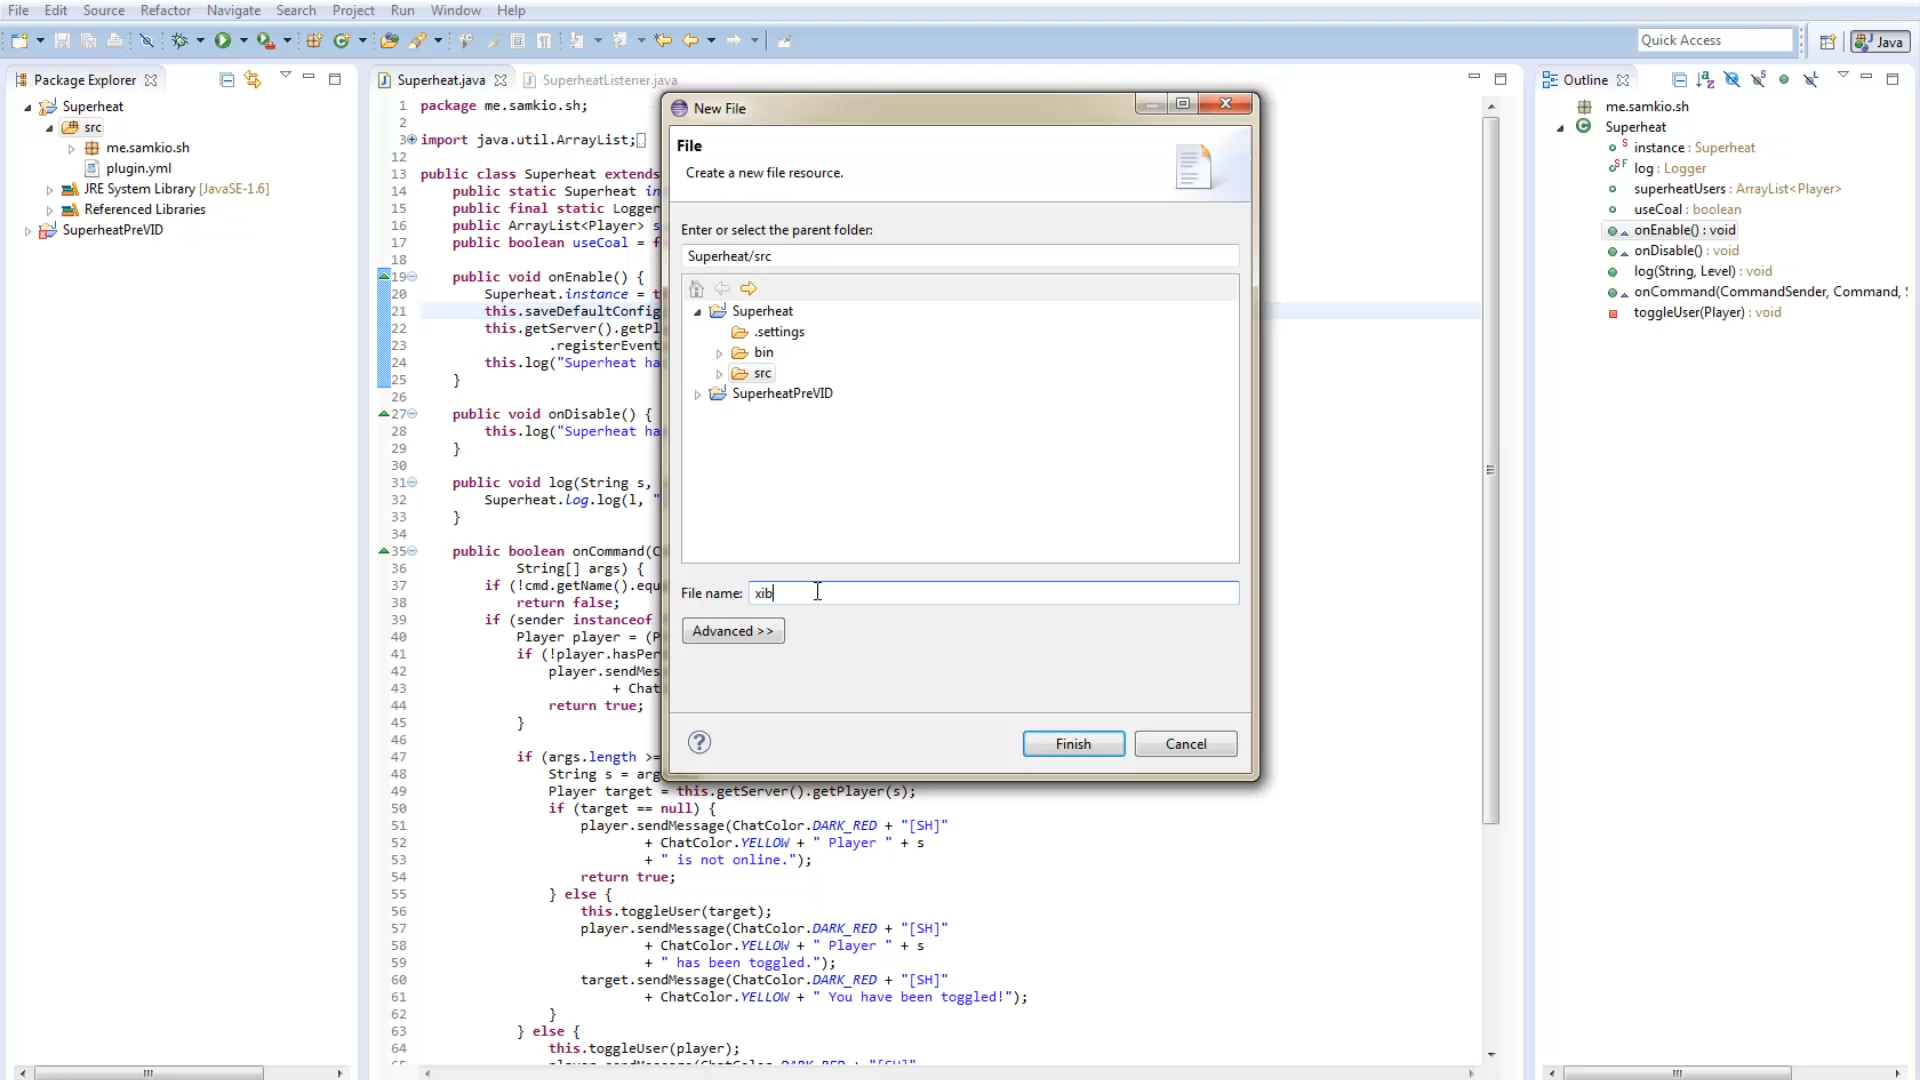 File Edit Source Refactor Navigate Search Project Run Window Help
Quick Access
Java
Package Explorer
Superheat
src
me.samkio.sh
plugin.yml
JRE System Library [JavaSE-1.6]
Referenced Libraries
SuperheatPreVID
Superheat.java SuperheatListener.java
1 package me.samkio.sh;
2
3 import java.util.ArrayList;
12
13 public class Superheat extends
14 public static Superheat in
15 public final static Logger
16 public ArrayList<Player> s
17 public boolean useCoal = f
18
19 public void onEnable() {
20 Superheat.instance = t
21 this.saveDefaultConfig
22 this.getServer().getPl
23 .registerEvent
24 this.log("Superheat ha
25 }
26
27 public void onDisable() {
28 this.log("Superheat ha
29 }
30
31 public void log(String s,
32 Superheat.log.log(l, "
33 }
34
35 public boolean onCommand(C
36 String[] args) {
37 if (!cmd.getName().equ
38 return false;
39 if (sender instanceof
40 Player player = (P
41 if (!player.hasPer
42 player.sendMes
43 + Chat
44 return true;
45 }
46
47 if (args.length >=
48 String s = arg
49 Player target = this.getServer().getPlayer(s);
50 if (target == null) {
51 player.sendMessage(ChatColor.DARK_RED + "[SH]"
52 + ChatColor.YELLOW + " Player " + s
53 + " is not online.");
54 return true;
55 } else {
56 this.toggleUser(target);
57 player.sendMessage(ChatColor.DARK_RED + "[SH]"
58 + ChatColor.YELLOW + " Player " + s
59 + " has been toggled.");
60 target.sendMessage(ChatColor.DARK_RED + "[SH]"
61 + ChatColor.YELLOW + " You have been toggled!");
62 }
63 } else {
64 this.toggleUser(player);
New File
File
Create a new file resource.
Enter or select the parent folder:
Superheat/src
Superheat
.settings
bin
src
SuperheatPreVID
File name: xib
Advanced >>
?
Finish Cancel
Outline
me.samkio.sh
Superheat
instance : Superheat
log : Logger
superheatUsers : ArrayList<Player>
useCoal : boolean
onEnable() : void
onDisable() : void
log(String, Level) : void
onCommand(CommandSender, Command, 
toggleUser(Player) : void